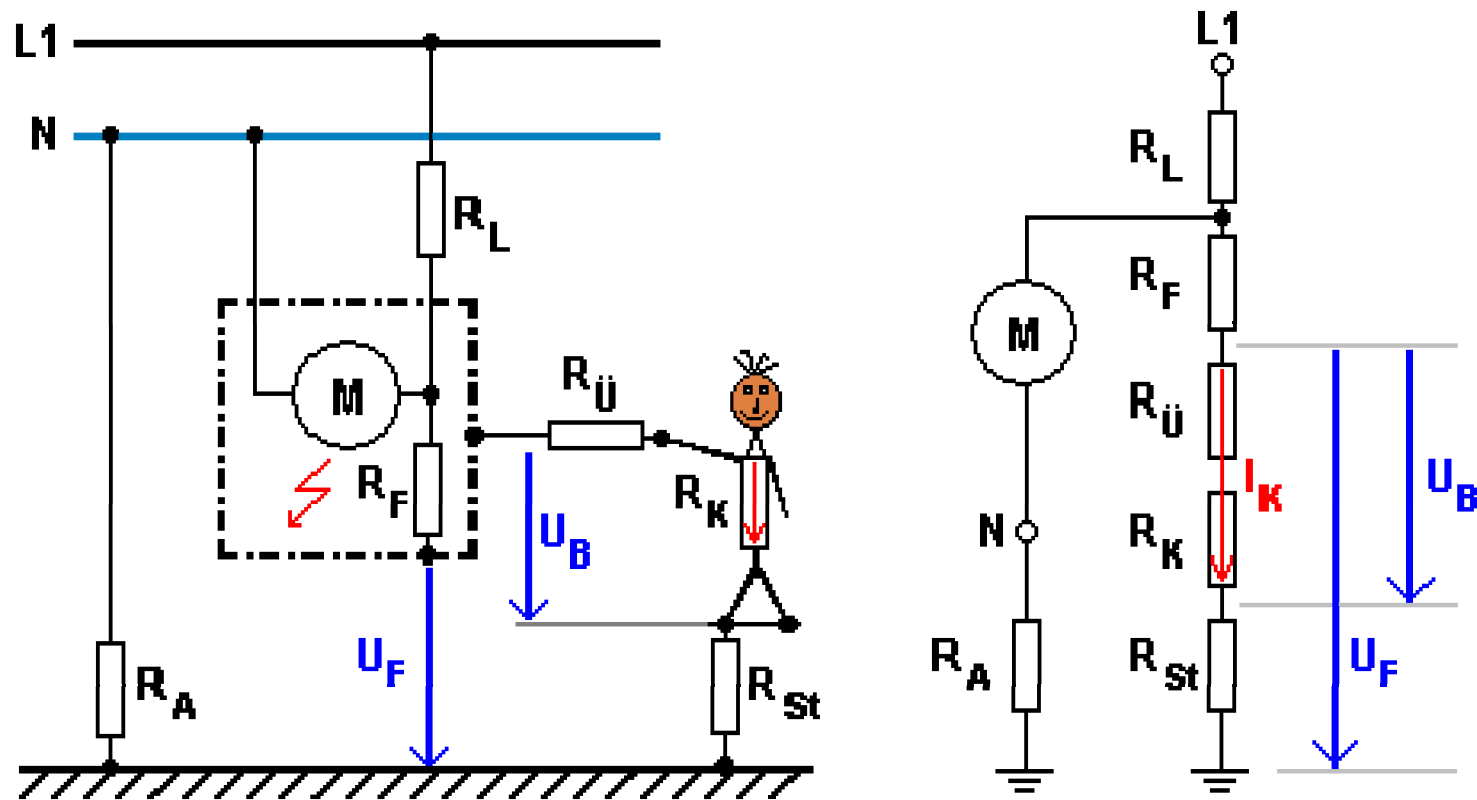 L1
N
R_L
M
R_F
R_Ü
R_K
U_B
U_F
R_A
R_St
L1
R_L
R_F
M
R_Ü
I_K
U_B
N
R_K
R_A
R_St
U_F